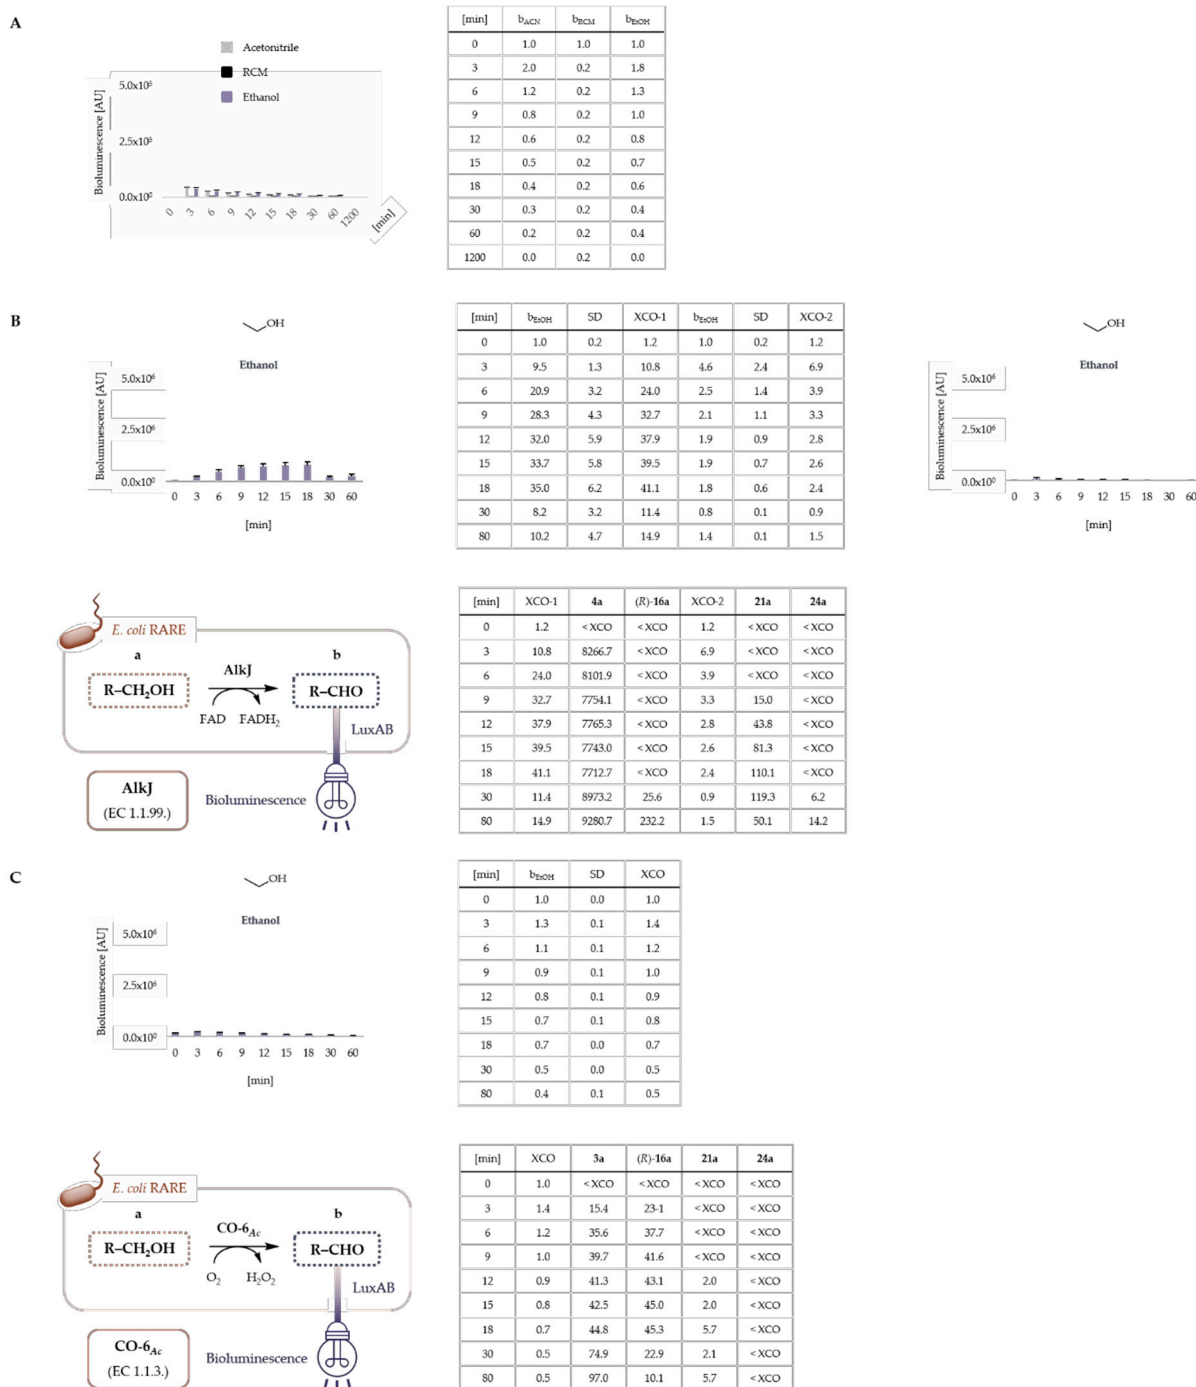 A
Acetonitrile
RCM
Ethanol
Bioluminescence [AU]
5.0x10⁶
2.5x10⁶
0.0x10⁰
0 3 6 9 12 15 18 30 60 1200
[min]
[min] b_ACN b_RCM b_EtOH
0 1.0 1.0 1.0
3 2.0 0.2 1.8
6 1.2 0.2 1.3
9 0.8 0.2 1.0
12 0.6 0.2 0.8
15 0.5 0.2 0.7
18 0.4 0.2 0.6
30 0.3 0.2 0.4
60 0.2 0.2 0.4
1200 0.0 0.2 0.0
B
OH
Ethanol
Bioluminescence [AU]
5.0x10⁶
2.5x10⁶
0.0x10⁰
0 3 6 9 12 15 18 30 60
[min]
[min] b_EtOH SD XCO-1 b_EtOH SD XCO-2
0 1.0 0.2 1.2 1.0 0.2 1.2
3 9.5 1.3 10.8 4.6 2.4 6.9
6 20.9 3.2 24.0 2.5 1.4 3.9
9 28.3 4.3 32.7 2.1 1.1 3.3
12 32.0 5.9 37.9 1.9 0.9 2.8
15 33.7 5.8 39.5 1.9 0.7 2.6
18 35.0 6.2 41.1 1.8 0.6 2.4
30 8.2 3.2 11.4 0.8 0.1 0.9
80 10.2 4.7 14.9 1.4 0.1 1.5
OH
Ethanol
Bioluminescence [AU]
5.0x10⁶
2.5x10⁶
0.0x10⁰
0 3 6 9 12 15 18 30 60
[min]
E. coli RARE
a b
AlkJ
R–CH₂OH R–CHO
FAD FADH₂
LuxAB
AlkJ
(EC 1.1.99.)
Bioluminescence
[min] XCO-1 4a (R)-16a XCO-2 21a 24a
0 1.2 <XCO <XCO 1.2 <XCO <XCO
3 10.8 8266.7 <XCO 6.9 <XCO <XCO
6 24.0 8101.9 <XCO 3.9 <XCO <XCO
9 32.7 7754.1 <XCO 3.3 15.0 <XCO
12 37.9 7765.3 <XCO 2.8 43.8 <XCO
15 39.5 7743.0 <XCO 2.6 81.3 <XCO
18 41.1 7712.7 <XCO 2.4 110.1 <XCO
30 11.4 8973.2 25.6 0.9 119.3 6.2
80 14.9 9280.7 232.2 1.5 50.1 14.2
C
OH
Ethanol
Bioluminescence [AU]
5.0x10⁶
2.5x10⁶
0.0x10⁰
0 3 6 9 12 15 18 30 60
[min]
[min] b_EtOH SD XCO
0 1.0 0.0 1.0
3 1.3 0.1 1.4
6 1.1 0.1 1.2
9 0.9 0.1 1.0
12 0.8 0.1 0.9
15 0.7 0.1 0.8
18 0.7 0.0 0.7
30 0.5 0.0 0.5
80 0.4 0.1 0.5
E. coli RARE
a b
CO-6_Ac
R–CH₂OH R–CHO
O₂ H₂O₂
LuxAB
CO-6_Ac
(EC 1.1.3.)
Bioluminescence
[min] XCO 3a (R)-16a 21a 24a
0 1.0 <XCO <XCO <XCO <XCO
3 1.4 15.4 23-1 <XCO <XCO
6 1.2 35.6 37.7 <XCO <XCO
9 1.0 39.7 41.6 <XCO <XCO
12 0.9 41.3 43.1 2.0 <XCO
15 0.8 42.5 45.0 2.0 <XCO
18 0.7 44.8 45.3 5.7 <XCO
30 0.5 74.9 22.9 2.1 <XCO
80 0.5 97.0 10.1 5.7 <XCO